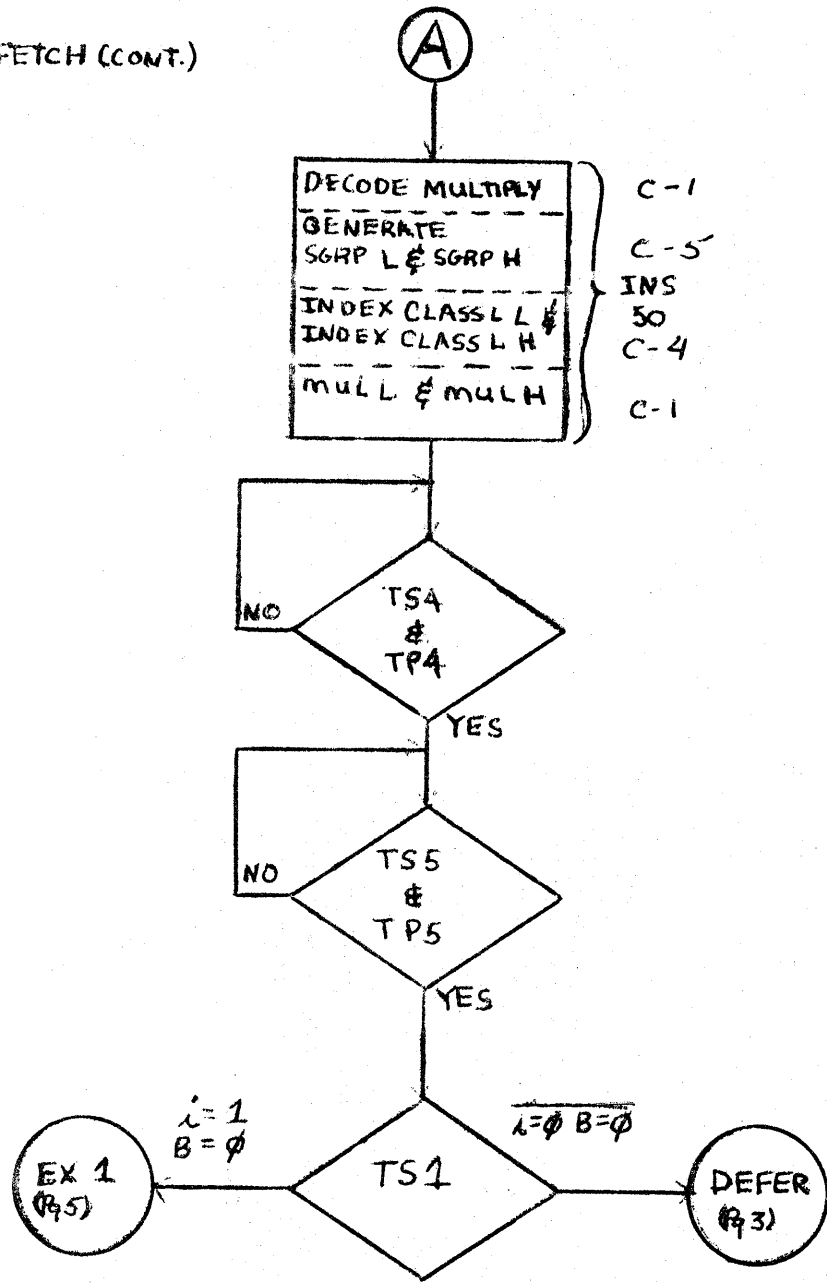 FETCH (CONT.)
A
DECODE MULTIPLY
C-1
GENERATE
SGRP L & SGRP H
C-5
INS
INDEX CLASS L L &
50
INDEX CLASS L H
C-4
MUL L & MUL H
C-1
TS4
&
TP4
NO
YES
TS5
&
TP5
NO
YES
i=1
B=φ
i=φ B=φ
TS1
EX 1
(Pg 5)
DEFER
(Pg 3)